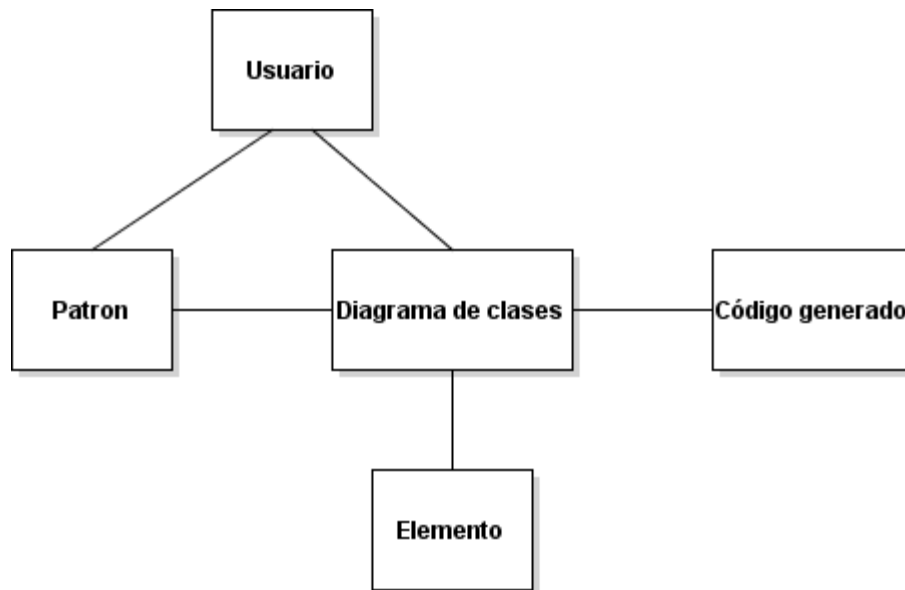 Usuario
Patron
Diagrama de clases
Código generado
Elemento